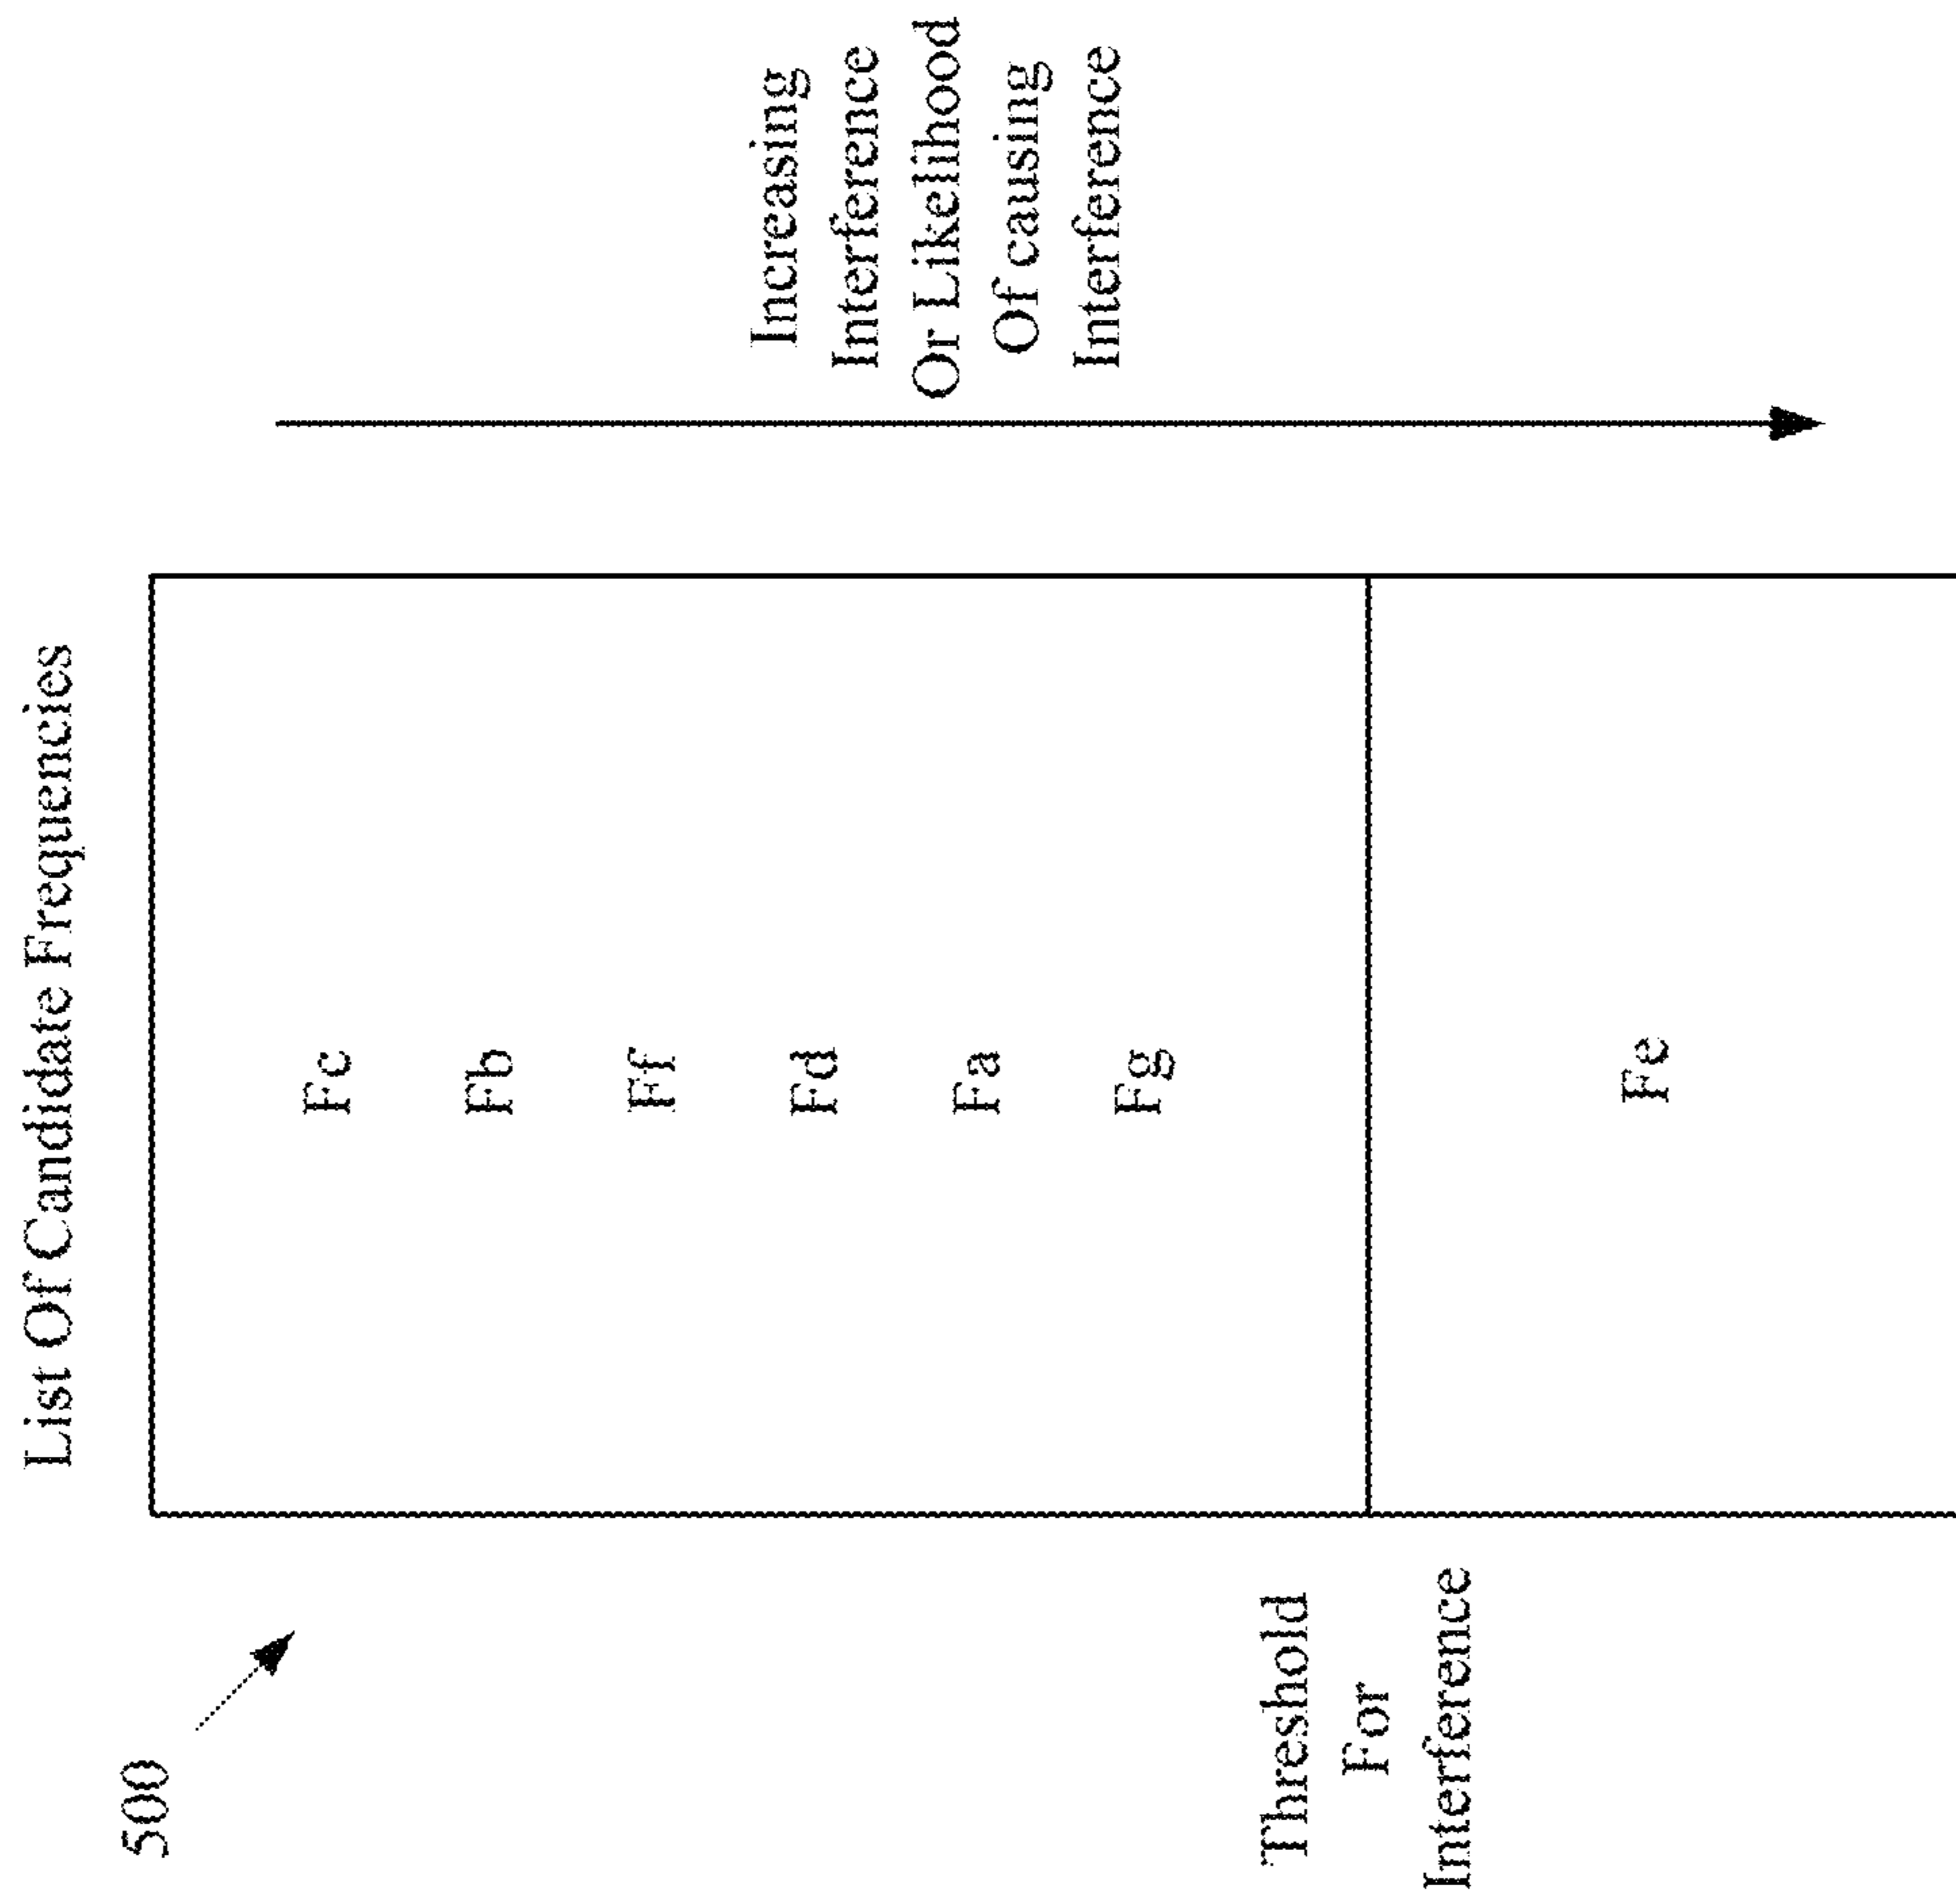 500
List Of Candidate Frequencies
Fc
Fb
Ff
Fd
Fa
Fg
Fe
Threshold
For
Interference
Increasing
Interference
Or Likelihood
Of causing
Interference